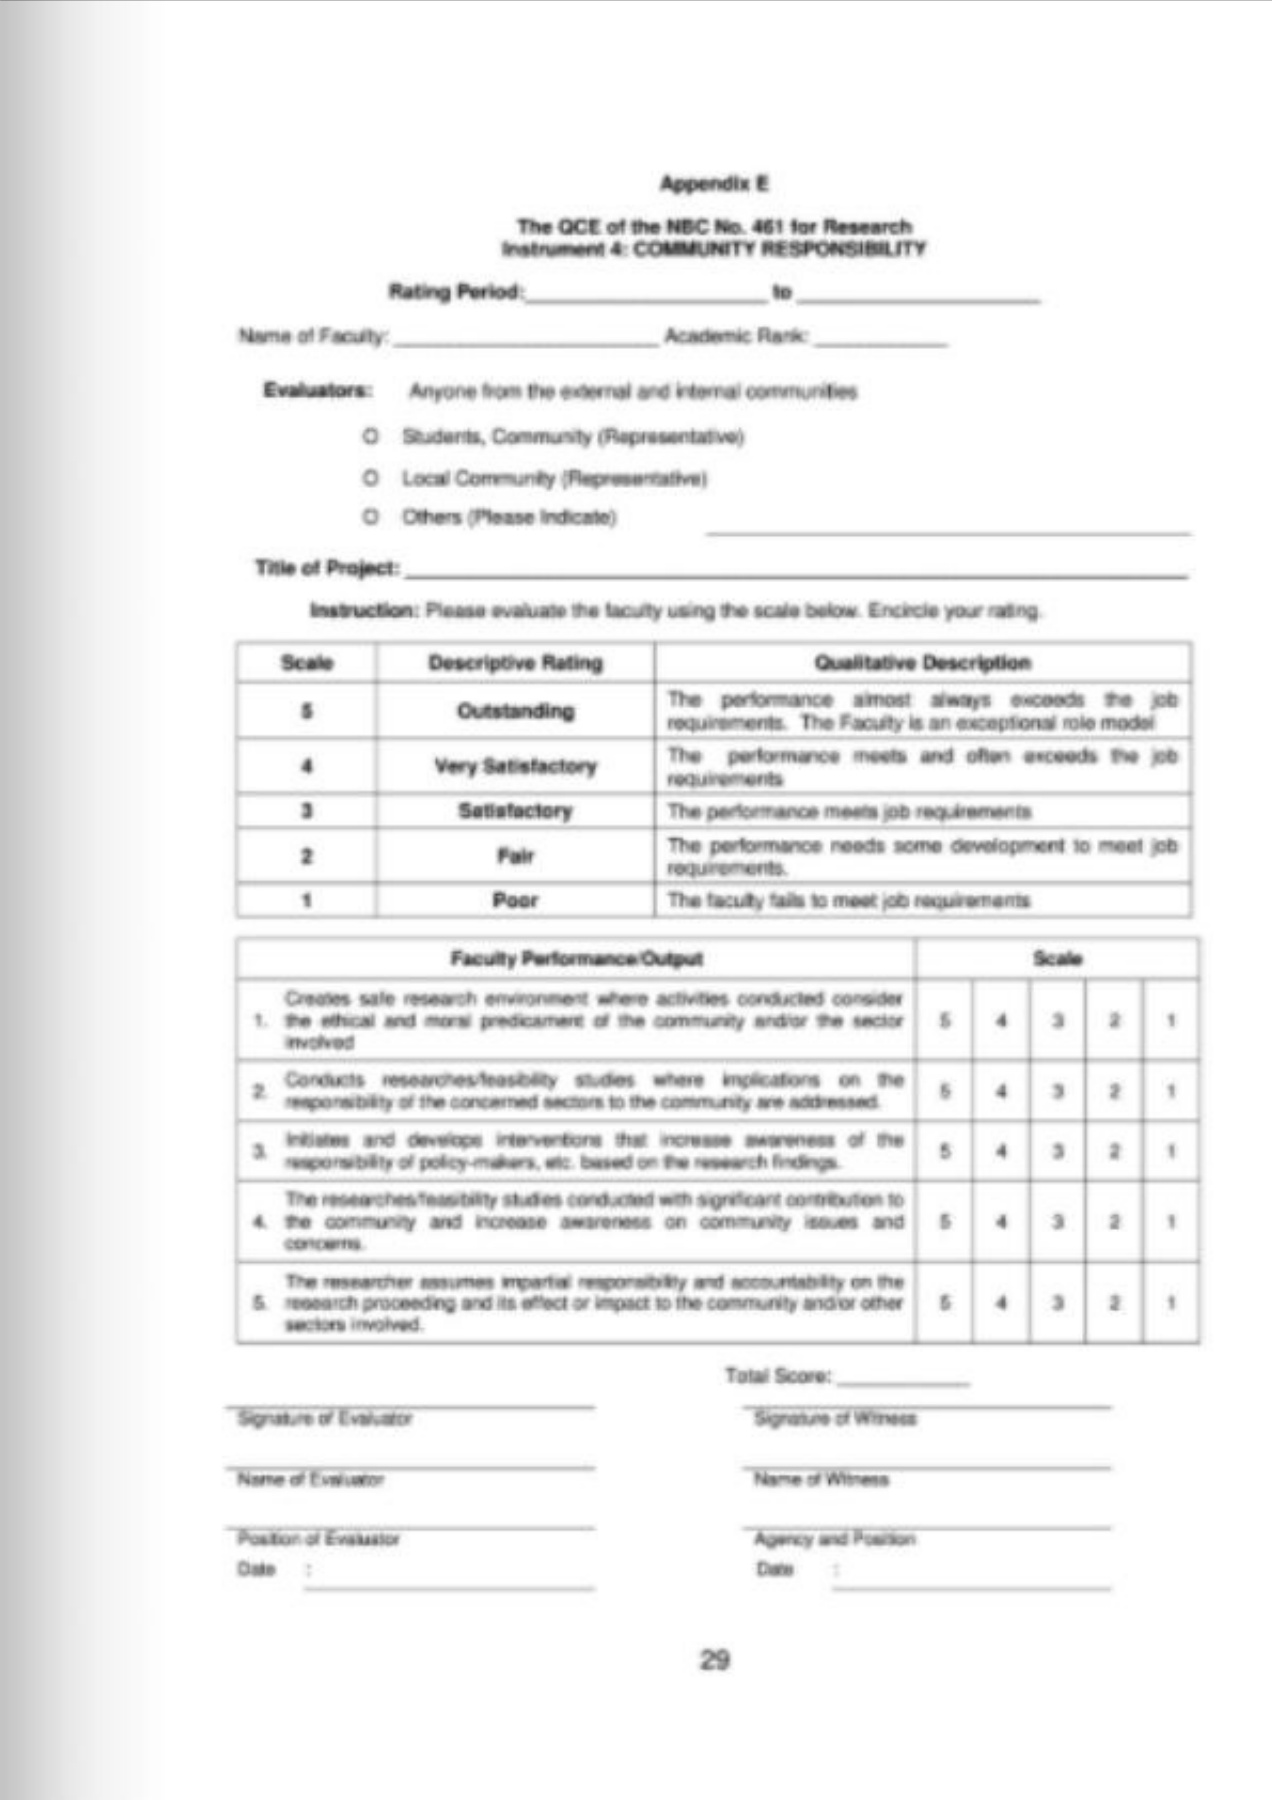 Appendix E
The QCE of the NBC No. 461 for Research
Instrument 4: COMMUNITY RESPONSIBILITY
Rating Period:____________________ to ____________________
Name of Faculty: ____________________ Academic Rank: __________
Evaluators: Anyone from the external and internal communities
O Students, Community (Representative)
O Local Community (Representative)
O Others (Please Indicate) ____________________
Title of Project: ____________________
Instruction: Please evaluate the faculty using the scale below. Encircle your rating.
Scale Descriptive Rating Qualitative Description
5 Outstanding The performance almost always exceeds the job
requirements. The Faculty is an exceptional role model
4 Very Satisfactory The performance meets and often exceeds the job
requirements
3 Satisfactory The performance meets job requirements
2 Fair The performance needs some development to meet job
requirements.
1 Poor The faculty fails to meet job requirements
Faculty Performance/Output Scale
Creates safe research environment where activities conducted consider
1. the ethical and moral predicament of the community and/or the sector 5 4 3 2 1
involved
2. Conducts researches/feasibility studies where implications on the
responsibility of the concerned sectors to the community are addressed. 5 4 3 2 1
3. Initiates and develops interventions that increase awareness of the
responsibility of policy-makers, etc. based on the research findings. 5 4 3 2 1
The researches/feasibility studies conducted with significant contribution to
4. the community and increase awareness on community issues and 5 4 3 2 1
concerns.
The researcher assumes impartial responsibility and accountability on the
5. research proceeding and its effect or impact to the community and/or other 5 4 3 2 1
sectors involved.
Total Score: __________
Signature of Evaluator Signature of Witness
Name of Evaluator Name of Witness
Position of Evaluator Agency and Position
Date : Date :
29